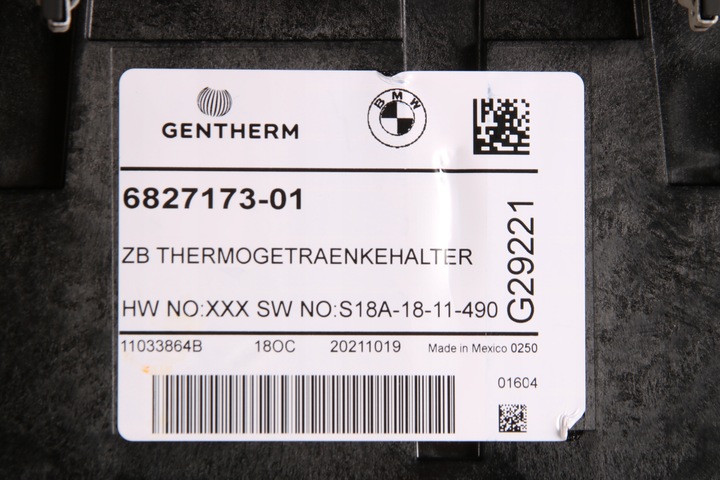 GENTHERM
BMW
6827173-01
ZB THERMOGETRAENKEHALTER
HW NO:XXX SW NO:S18A-18-11-490
G29221
11033864B 18OC 20211019 Made in Mexico 0250
01604